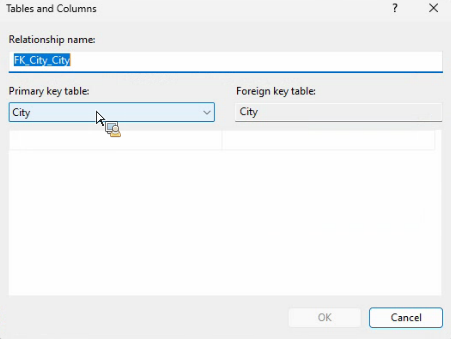 Tables and Columns
?
Relationship name:
FK_City_City
Primary key table:
Foreign key table:
City
City
OK
Cancel